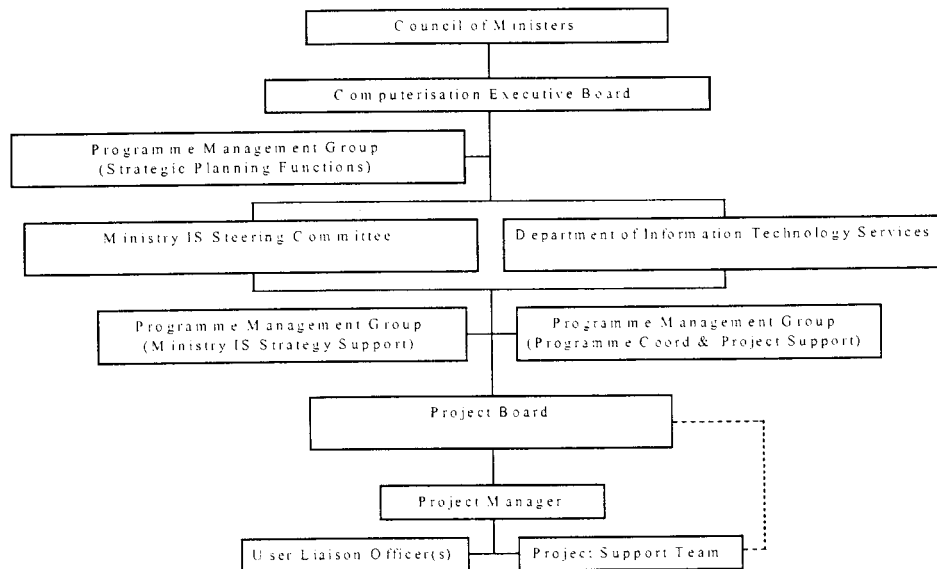 Council of Ministers
Computerisation Executive Board
Programme Management Group
(Strategic Planning Functions)
Ministry IS Steering Committee
Department of Information Technology Services
Programme Management Group
(Ministry IS Strategy Support)
Programme Management Group
(Programme Coord & Project Support)
Project Board
Project Manager
User Liaison Officer(s)
Project Support Team